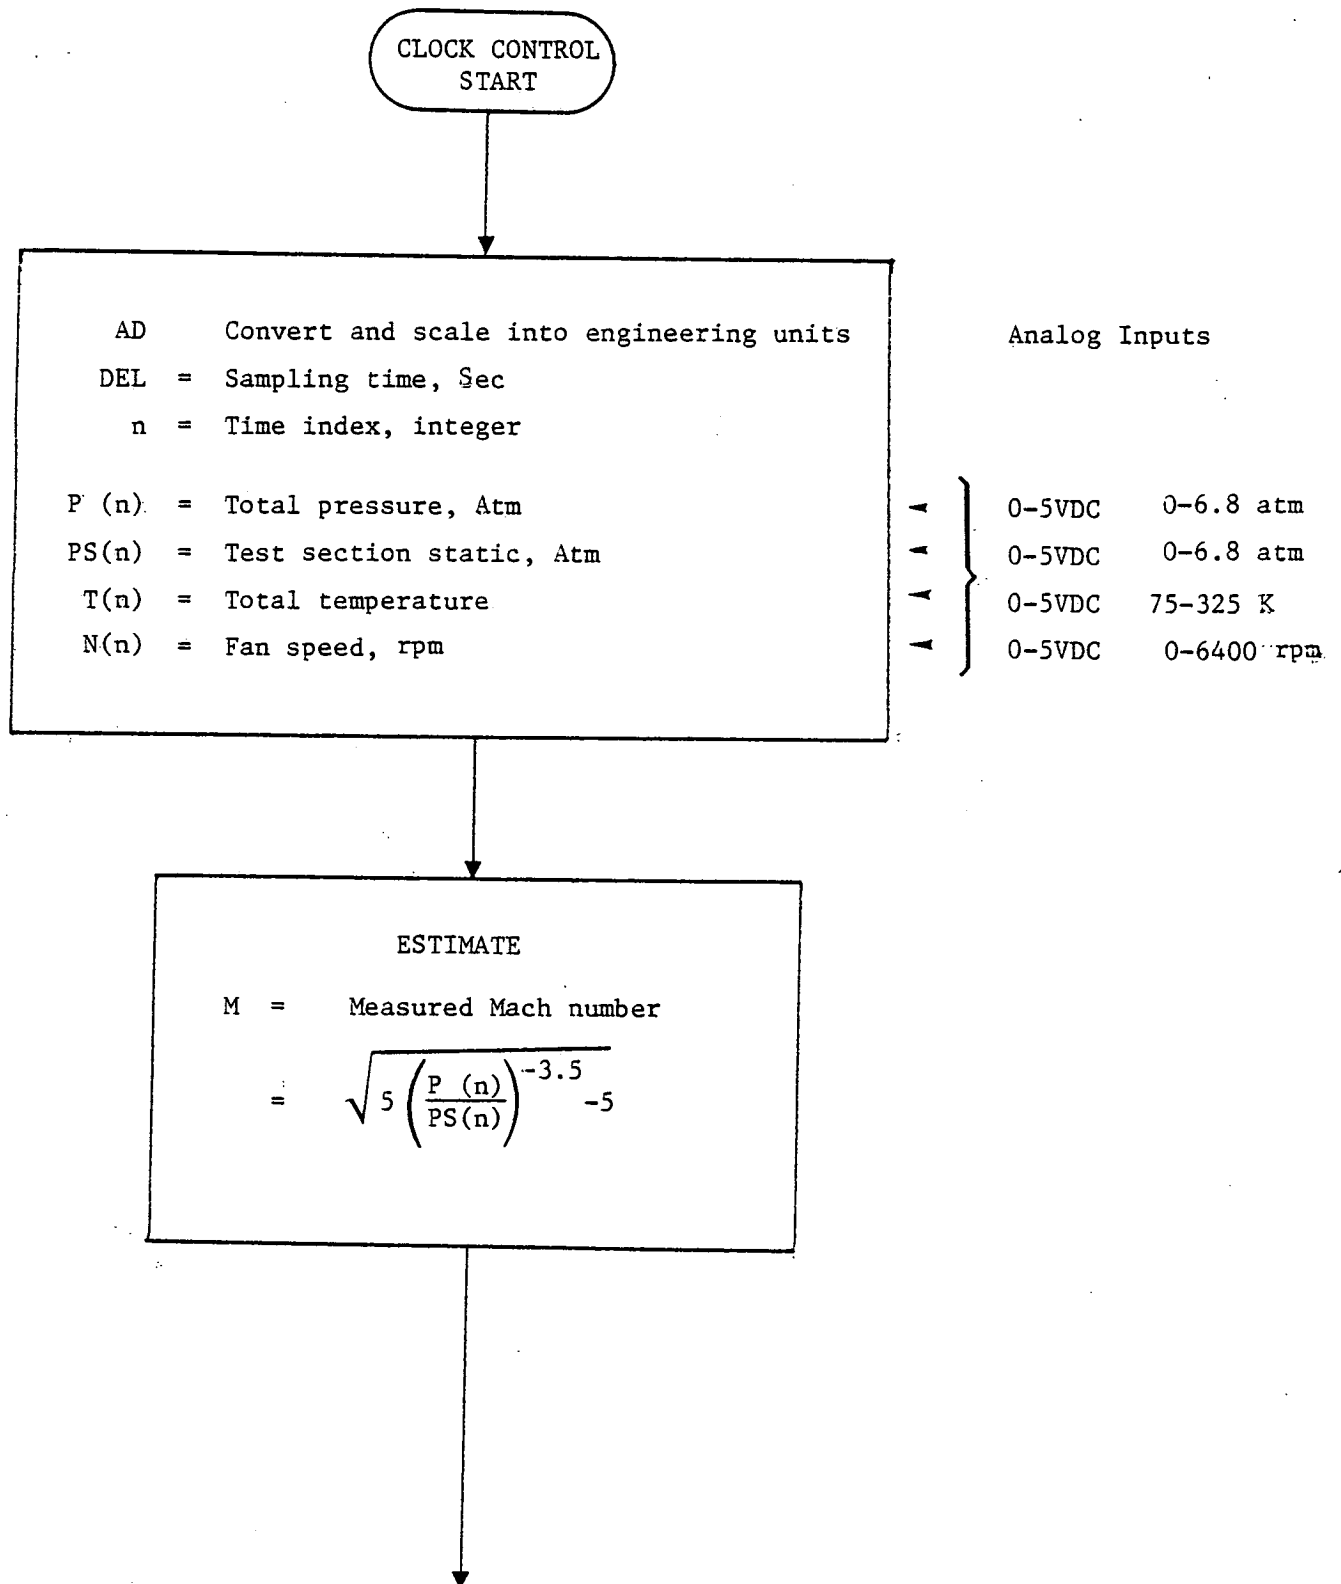 CLOCK CONTROL
START
AD Convert and scale into engineering units
Analog Inputs
DEL = Sampling time, Sec
n = Time index, integer
P (n) = Total pressure, Atm
0-5VDC 0-6.8 atm
PS(n) = Test section static, Atm
0-5VDC 0-6.8 atm
T(n) = Total temperature
0-5VDC 75-325 K
N(n) = Fan speed, rpm
0-5VDC 0-6400 rpm
ESTIMATE
M = Measured Mach number
= √ 5 (P (n) / PS(n))^-3.5 -5